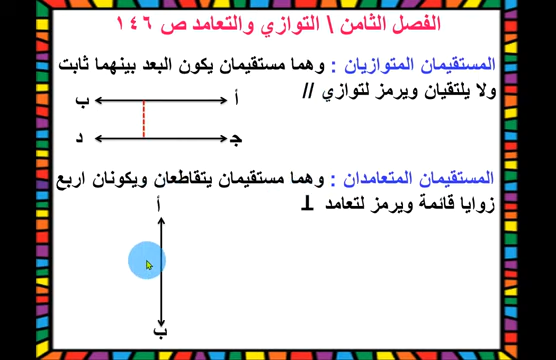 الفصل الثامن \ التوازي والتعامد ص ١٤٦
المستقيمان المتوازيان : وهما مستقيمان يكون البعد بينهما ثابت
ولا يلتقيان ويرمز لتوازي //
أ ب
ج د
المستقيمان المتعامدان : وهما مستقيمان يتقاطعان ويكونان اربع
زوايا قائمة ويرمز لتعامد ⊥
أ
ب